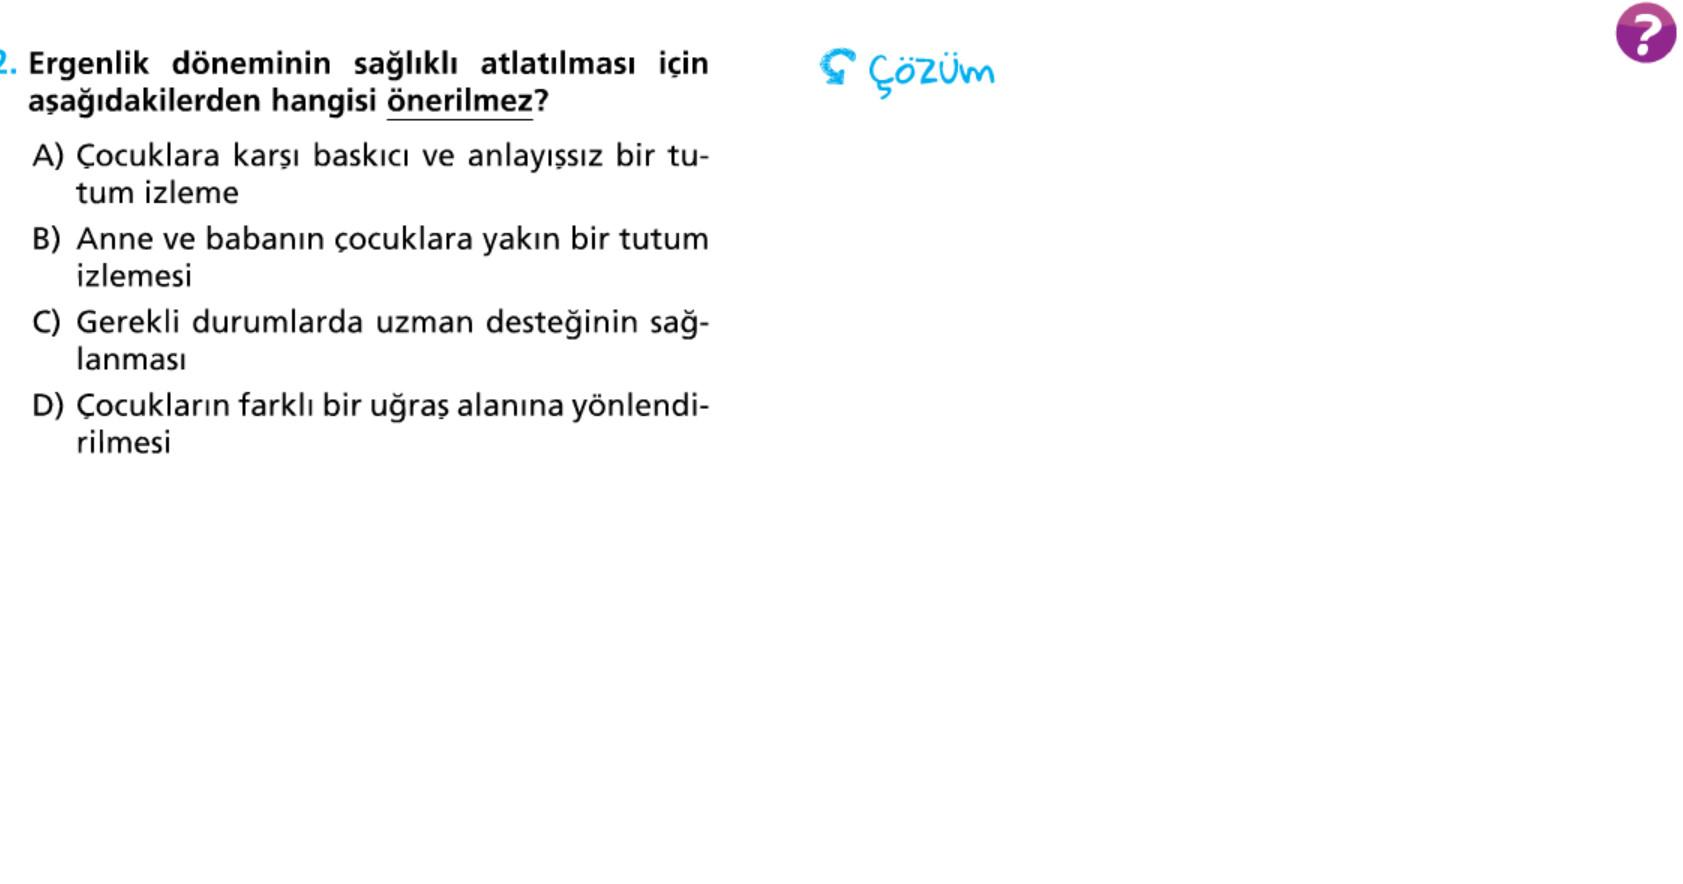 2. Ergenlik döneminin sağlıklı atlatılması için
aşağıdakilerden hangisi önerilmez?
A) Çocuklara karşı baskıcı ve anlayışsız bir tu-
tum izleme
B) Anne ve babanın çocuklara yakın bir tutum
izlemesi
C) Gerekli durumlarda uzman desteğinin sağ-
lanması
D) Çocukların farklı bir uğraş alanına yönlendi-
rilmesi
Çözüm
?